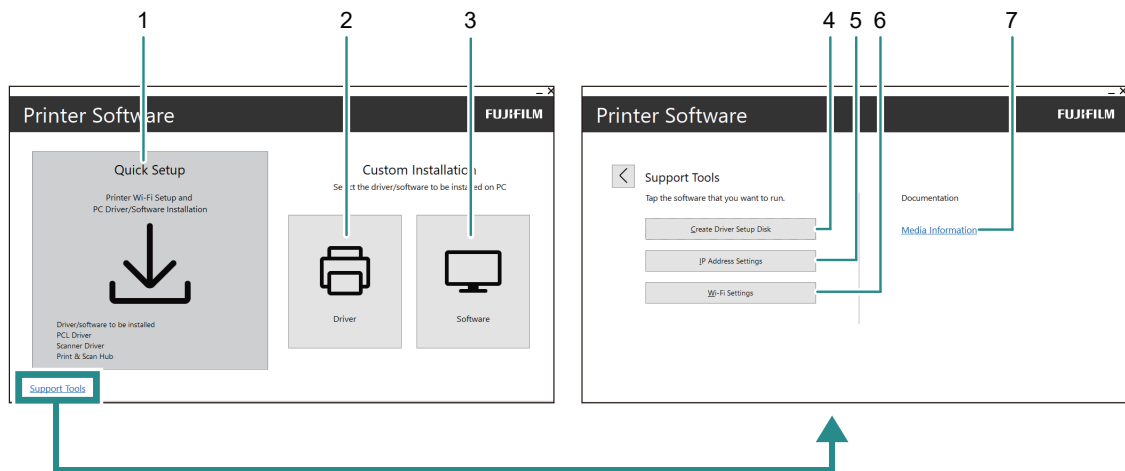 1 2 3 4 5 6 7
Printer Software
FUJIFILM
Quick Setup
Printer Wi-Fi Setup and
PC Driver/Software Installation
Driver/software to be installed
PCL Driver
Scanner Driver
Print & Scan Hub
Custom Installation
Select the driver/software to be installed on PC
Driver
Software
Support Tools
Printer Software
FUJIFILM
Support Tools
Tap the software that you want to run.
Create Driver Setup Disk
IP Address Settings
Wi-Fi Settings
Documentation
Media Information